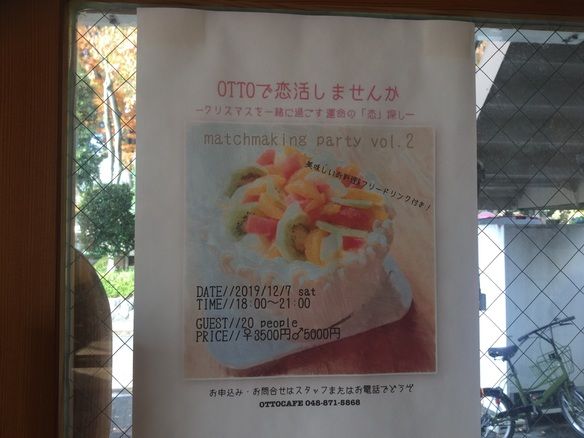 OTTOで恋活しませんか
ークリスマスを一緒に過ごす運命の「恋」探しー
matchmaking party vol.2
美味しいお料理&フリードリンク付き!
DATE//2019/12/7 sat
TIME//18:00〜21:00
GUEST//20 people
PRICE//♀3500円♂5000円
お申込み・お問合せはスタッフまたはお電話でどうぞ
OTTOCAFE 048-871-5868